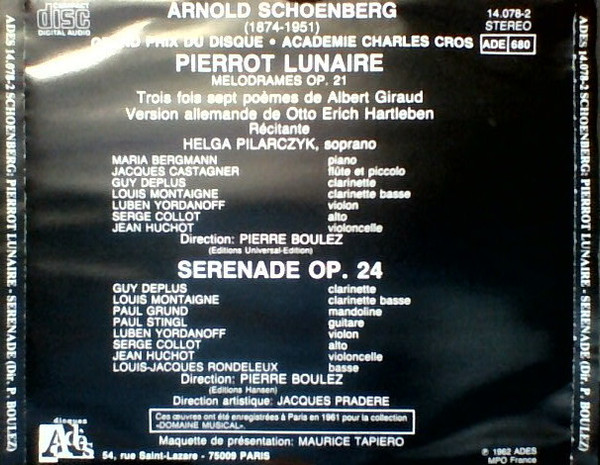 COMPACT
disc
DIGITAL AUDIO
ARNOLD SCHOENBERG
(1874-1951)
14.078-2
STEREO
GRAND PRIX DU DISQUE • ACADEMIE CHARLES CROS
ADE 680
PIERROT LUNAIRE
MELODRAMES OP. 21
Trois fois sept poèmes de Albert Giraud
Version allemande de Otto Erich Hartleben
Récitante
HELGA PILARCZYK, soprano
MARIA BERGMANN piano
JACQUES CASTAGNER flûte et piccolo
GUY DEPLUS clarinette
LOUIS MONTAIGNE clarinette basse
LUBEN YORDANOFF violon
SERGE COLLOT alto
JEAN HUCHOT violoncelle
Direction: PIERRE BOULEZ
(Editions Universal-Edition)
SERENADE OP. 24
GUY DEPLUS clarinette
LOUIS MONTAIGNE clarinette basse
PAUL GRUND mandoline
PAUL STINGL guitare
LUBEN YORDANOFF violon
SERGE COLLOT alto
JEAN HUCHOT violoncelle
LOUIS-JACQUES RONDELEUX basse
Direction: PIERRE BOULEZ
(Editions Hansen)
Direction artistique: JACQUES PRADERE
Ces œuvres ont été enregistrées à Paris en 1961 pour la collection
«DOMAINE MUSICAL».
Maquette de présentation: MAURICE TAPIERO
disques
Adès
54, rue Saint-Lazare - 75009 PARIS
℗ 1962 ADES
MPO France
ADES 14.078-2 SCHOENBERG: PIERROT LUNAIRE - SERENADE (Dir. P. BOULEZ)
ADES 14.078-2 SCHOENBERG: PIERROT LUNAIRE - SERENADE (Dir. P. BOULEZ)